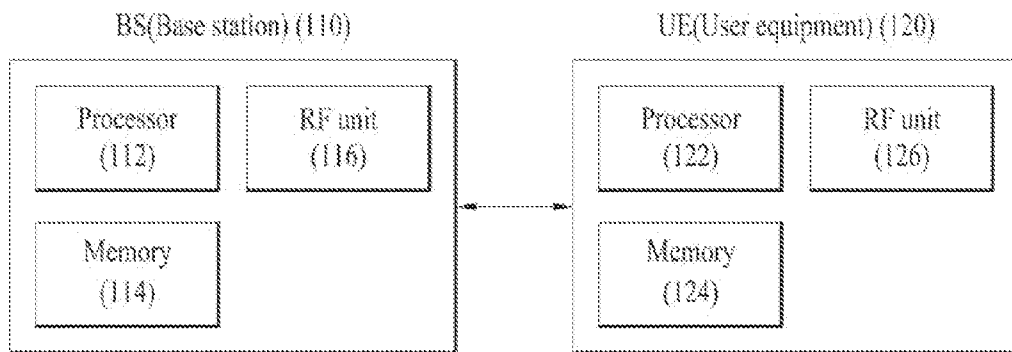 BS(Base station) (110)
UE(User equipment) (120)
Processor
(112)
RF unit
(116)
Processor
(122)
RF unit
(126)
Memory
(114)
Memory
(124)